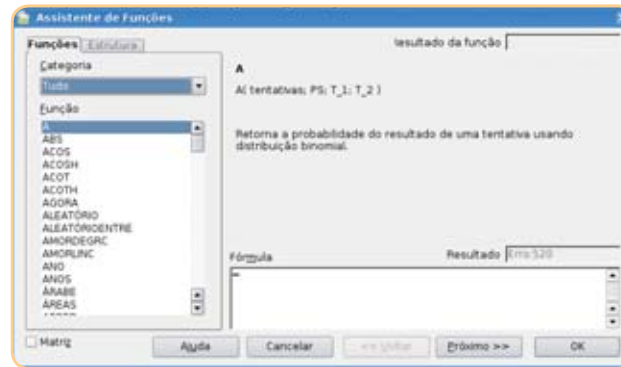 Assistente de Funções
Funções Estrutura
Resultado da função
Categoria
Tudo
Função
A
ABS
ACOS
ACOSH
ACOT
ACOTH
AGORA
ALEATÓRIO
ALEATÓRIOENTRE
AMORDEGRC
AMORLINC
ANO
ANOS
ÁRABE
ÁREAS
A
A( tentativas; PS; T_1; T_2 )
Retorna a probabilidade do resultado de uma tentativa usando
distribuição binomial.
Fórmula
Resultado Erro:520
=
Matriz
Ajuda
Cancelar
<< Voltar
Próximo >>
OK